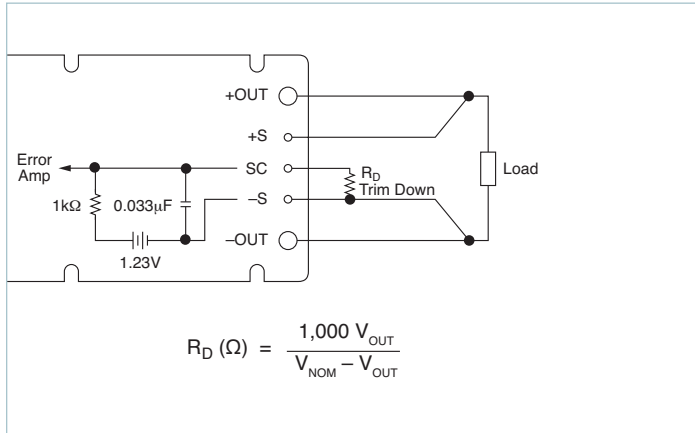 +OUT
+S
Error
Amp
SC
R_D
Trim Down
Load
1kΩ
0.033μF
–S
–OUT
1.23V
R_D (Ω) = 1,000 V_OUT / V_NOM – V_OUT